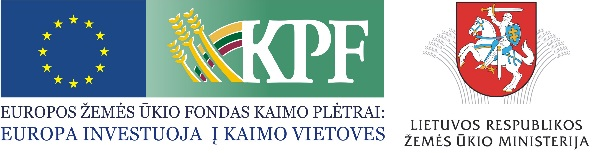 KPF
EUROPOS ŽEMĖS ŪKIO FONDAS KAIMO PLĖTRAI:
EUROPA INVESTUOJA Į KAIMO VIETOVES
LIETUVOS RESPUBLIKOS
ŽEMĖS ŪKIO MINISTERIJA